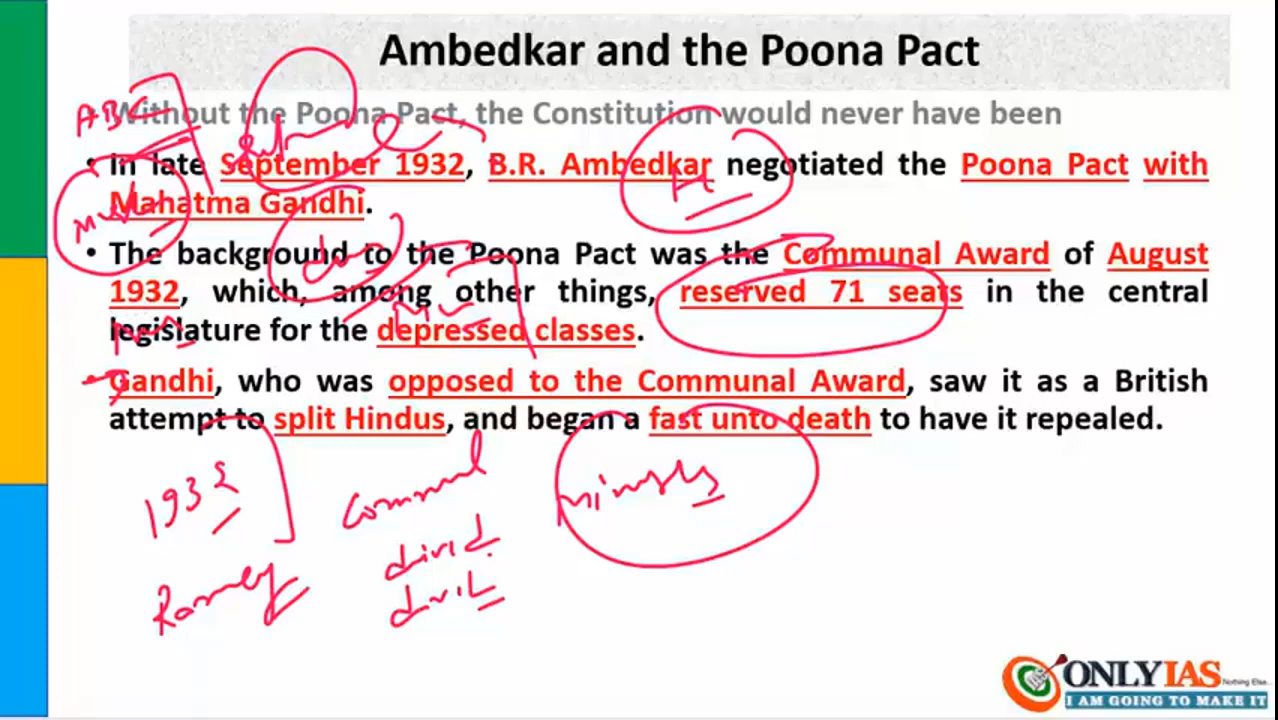 Ambedkar and the Poona Pact
Without the Poona Pact, the Constitution would never have been
• In late September 1932, B.R. Ambedkar negotiated the Poona Pact with
Mahatma Gandhi.
• The background to the Poona Pact was the Communal Award of August
1932, which, among other things, reserved 71 seats in the central
legislature for the depressed classes.
• Gandhi, who was opposed to the Communal Award, saw it as a British
attempt to split Hindus, and began a fast unto death to have it repealed.
ABC
H
1932
Communal
divid
Ramsey
ONLYIAS
Nothing Else...
I AM GOING TO MAKE IT